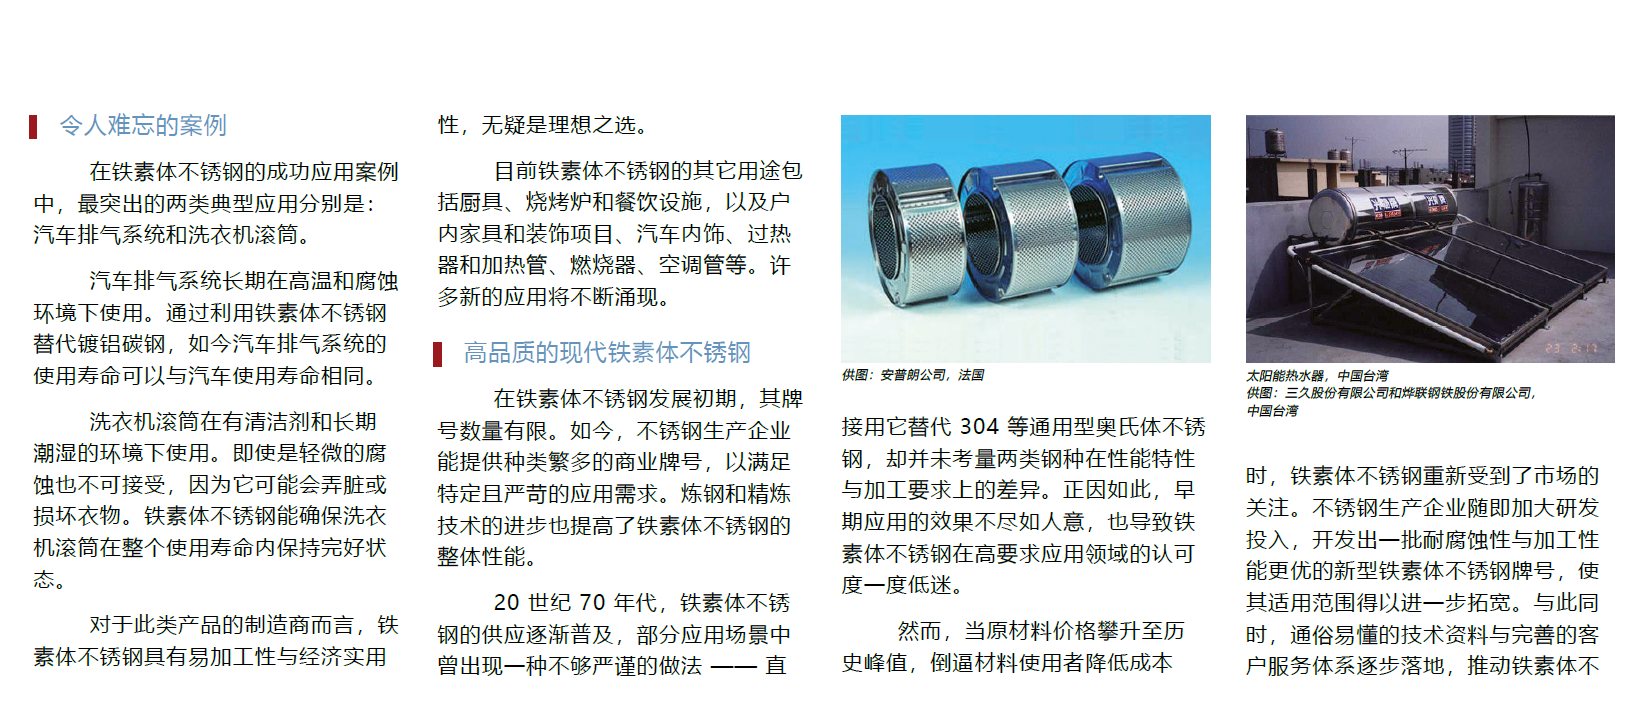 令人难忘的案例
在铁素体不锈钢的成功应用案例
中，最突出的两类典型应用分别是：
汽车排气系统和洗衣机滚筒。
汽车排气系统长期在高温和腐蚀
环境下使用。通过利用铁素体不锈钢
替代镀铝碳钢，如今汽车排气系统的
使用寿命可以与汽车使用寿命相同。
洗衣机滚筒在有清洁剂和长期
潮湿的环境下使用。即使是轻微的腐
蚀也不可接受，因为它可能会弄脏或
损坏衣物。铁素体不锈钢能确保洗衣
机滚筒在整个使用寿命内保持完好状
态。
对于此类产品的制造商而言，铁
素体不锈钢具有易加工性与经济实用
性，无疑是理想之选。
目前铁素体不锈钢的其它用途包
括厨具、烧烤炉和餐饮设施，以及户
内家具和装饰项目、汽车内饰、过热
器和加热管、燃烧器、空调管等。许
多新的应用将不断涌现。
高品质的现代铁素体不锈钢
在铁素体不锈钢发展初期，其牌
号数量有限。如今，不锈钢生产企业
能提供种类繁多的商业牌号，以满足
特定且严苛的应用需求。炼钢和精炼
技术的进步也提高了铁素体不锈钢的
整体性能。
20 世纪 70 年代，铁素体不锈
钢的供应逐渐普及，部分应用场景中
曾出现一种不够严谨的做法 —— 直
供图：安普朗公司，法国
接用它替代 304 等通用型奥氏体不锈
钢，却并未考量两类钢种在性能特性
与加工要求上的差异。正因如此，早
期应用的效果不尽如人意，也导致铁
素体不锈钢在高要求应用领域的认可
度一度低迷。
然而，当原材料价格攀升至历
史峰值，倒逼材料使用者降低成本
太阳能热水器，中国台湾
供图：三久股份有限公司和烨联钢铁股份有限公司，
中国台湾
时，铁素体不锈钢重新受到了市场的
关注。不锈钢生产企业随即加大研发
投入，开发出一批耐腐蚀性与加工性
能更优的新型铁素体不锈钢牌号，使
其适用范围得以进一步拓宽。与此同
时，通俗易懂的技术资料与完善的客
户服务体系逐步落地，推动铁素体不